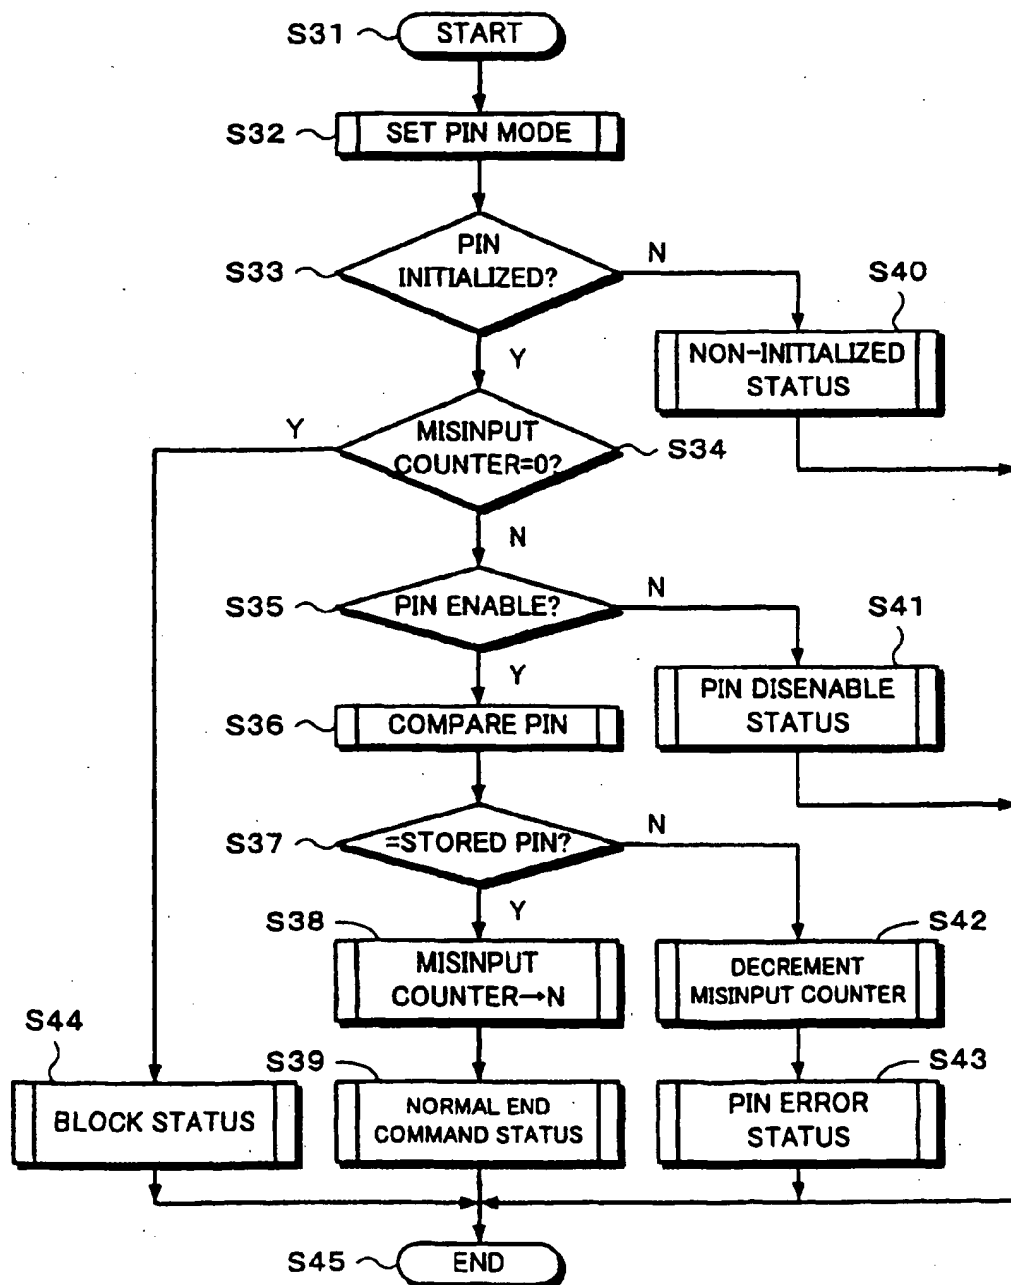 S31
START
S32
SET PIN MODE
S33
PIN
INITIALIZED?
N
Y
S40
NON-INITIALIZED
STATUS
Y
MISINPUT
COUNTER=0?
S34
N
S35
PIN ENABLE?
N
Y
S41
PIN DISENABLE
STATUS
S36
COMPARE PIN
S37
=STORED PIN?
N
Y
S38
MISINPUT
COUNTER→N
S42
DECREMENT
MISINPUT COUNTER
S44
BLOCK STATUS
S39
NORMAL END
COMMAND STATUS
S43
PIN ERROR
STATUS
S45
END